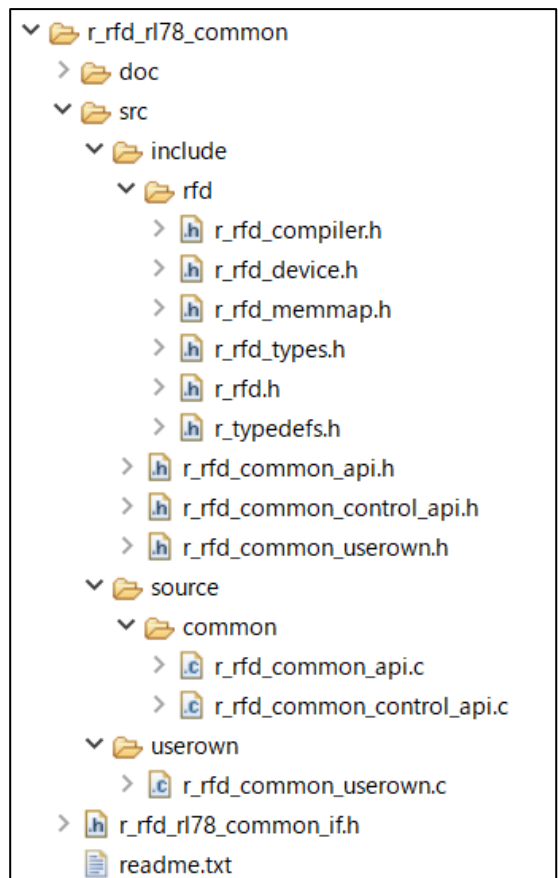 r_rfd_rl78_common
doc
src
include
rfd
.h r_rfd_compiler.h
.h r_rfd_device.h
.h r_rfd_memmap.h
.h r_rfd_types.h
.h r_rfd.h
.h r_typedefs.h
.h r_rfd_common_api.h
.h r_rfd_common_control_api.h
.h r_rfd_common_userown.h
source
common
.c r_rfd_common_api.c
.c r_rfd_common_control_api.c
userown
.c r_rfd_common_userown.c
.h r_rfd_rl78_common_if.h
readme.txt